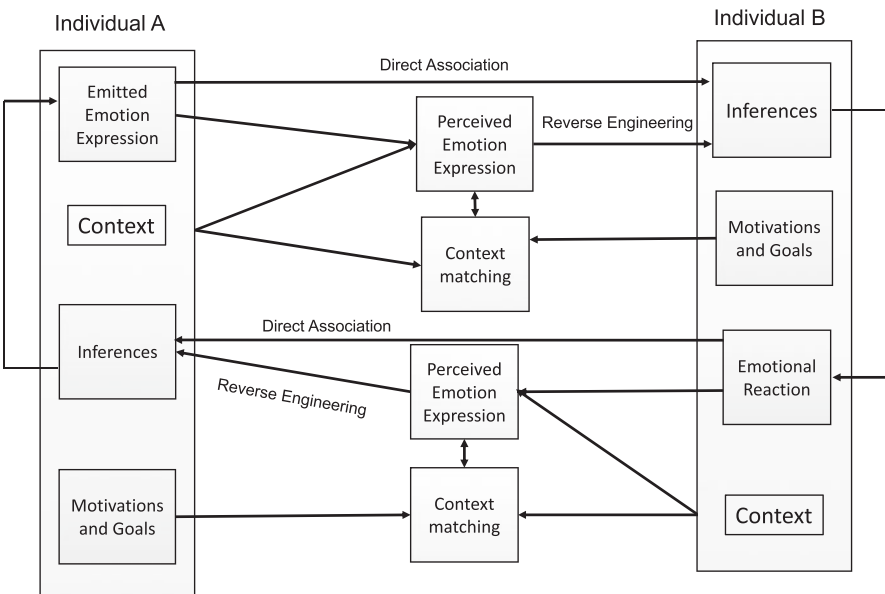 Individual A
Individual B
Direct Association
Emitted
Emotion
Expression
Perceived
Emotion
Expression
Reverse Engineering
Inferences
Context
Context
matching
Motivations
and Goals
Direct Association
Inferences
Reverse Engineering
Perceived
Emotion
Expression
Emotional
Reaction
Motivations
and Goals
Context
matching
Context